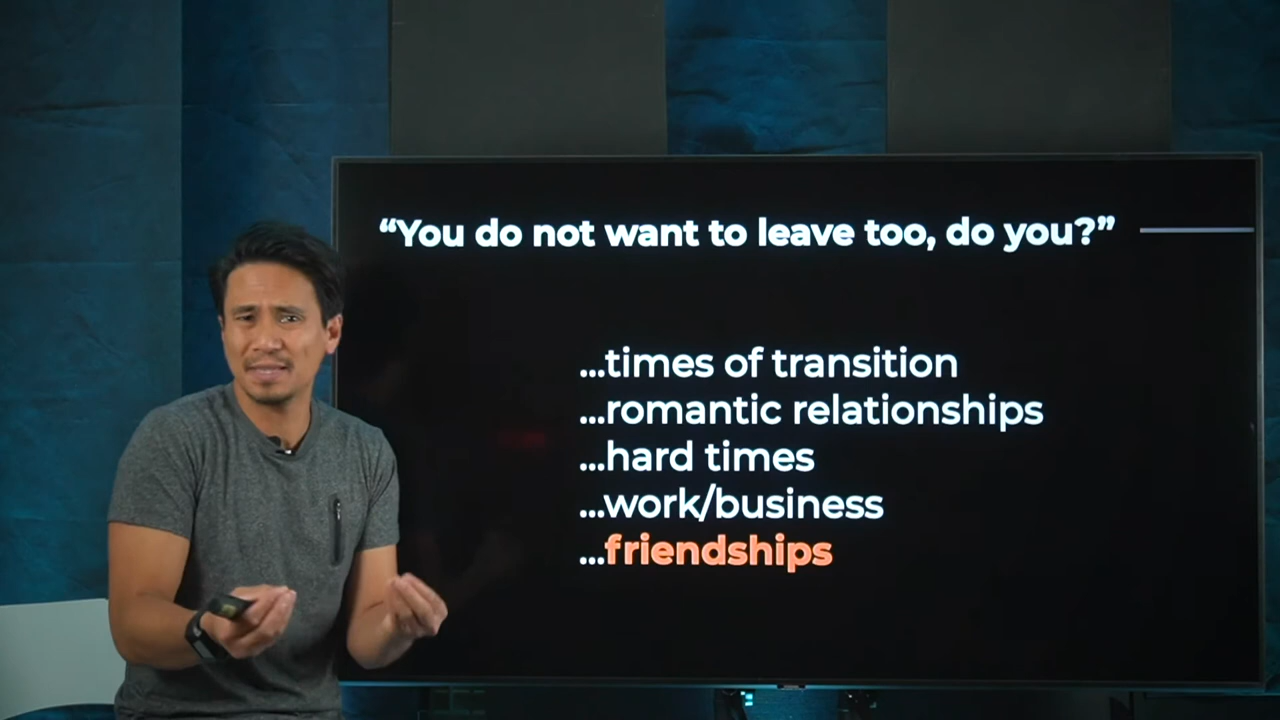 “You do not want to leave too, do you?”
...times of transition
...romantic relationships
...hard times
...work/business
...friendships